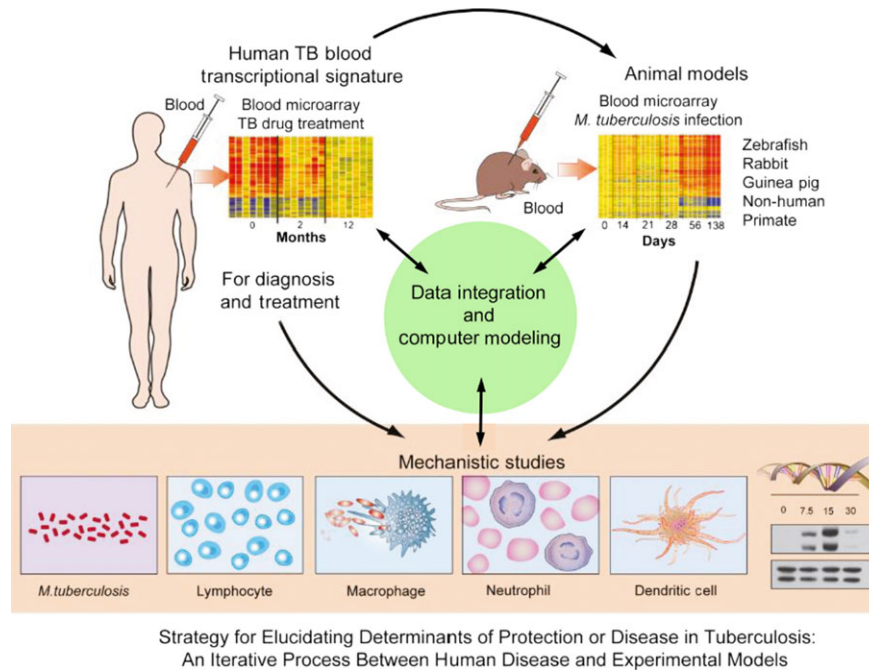 Human TB blood
transcriptional signature
Blood
Blood microarray
TB drug treatment
0 2 12
Months
For diagnosis
and treatment
Animal models
Blood microarray
M. tuberculosis infection
Blood
0 14 21 28 56 138
Days
Zebrafish
Rabbit
Guinea pig
Non-human
Primate
Data integration
and
computer modeling
Mechanistic studies
M.tuberculosis
Lymphocyte
Macrophage
Neutrophil
Dendritic cell
0 7.5 15 30
Strategy for Elucidating Determinants of Protection or Disease in Tuberculosis:
An Iterative Process Between Human Disease and Experimental Models